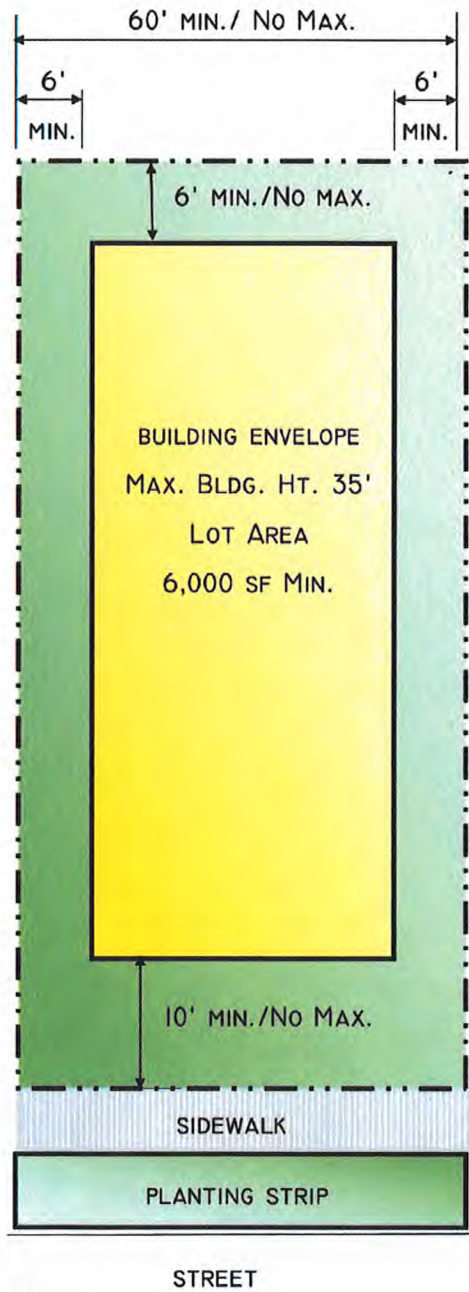 60' MIN./ NO MAX.
6' 6'
MIN. MIN.
6' MIN./NO MAX.
BUILDING ENVELOPE
MAX. BLDG. HT. 35'
LOT AREA
6,000 SF MIN.
10' MIN./NO MAX.
SIDEWALK
PLANTING STRIP
STREET